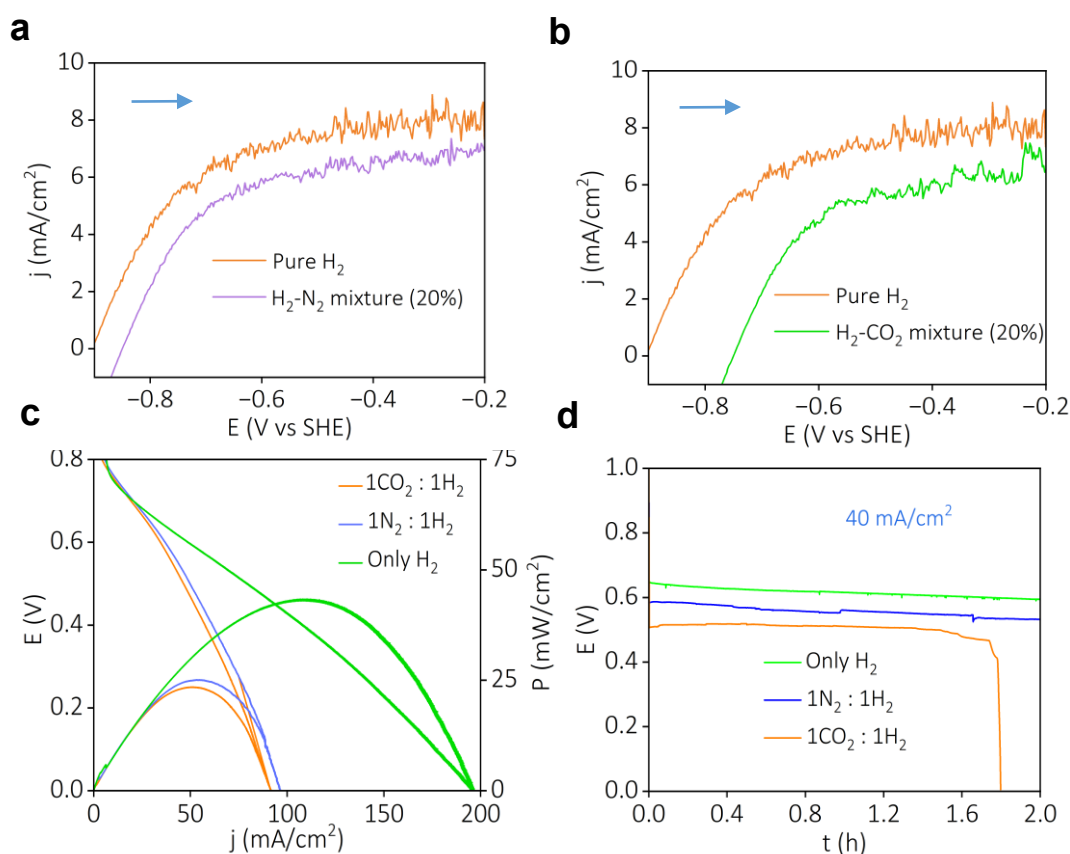 a
10
8
6
4
2
0
j (mA/cm²)
Pure H₂
H₂-N₂ mixture (20%)
−0.8 −0.6 −0.4 −0.2
E (V vs SHE)
b
10
8
6
4
2
0
j (mA/cm²)
Pure H₂
H₂-CO₂ mixture (20%)
−0.8 −0.6 −0.4 −0.2
E (V vs SHE)
c
0.8
0.6
0.4
0.2
0.0
E (V)
1CO₂ : 1H₂
1N₂ : 1H₂
Only H₂
75
50
25
0
P (mW/cm²)
0 50 100 150 200
j (mA/cm²)
d
1.0
0.8
0.6
0.4
0.2
0.0
E (V)
40 mA/cm²
Only H₂
1N₂ : 1H₂
1CO₂ : 1H₂
0.0 0.4 0.8 1.2 1.6 2.0
t (h)